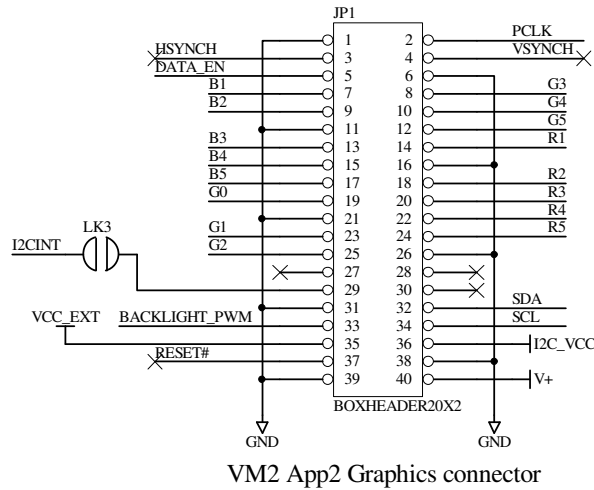 JP1
1 2 PCLK
HSYNCH 3 4 VSYNCH
DATA_EN 5 6
B1 7 8 G3
B2 9 10 G4
11 12 G5
B3 13 14 R1
B4 15 16
B5 17 18 R2
G0 19 20 R3
21 22 R4
G1 23 24 R5
LK3
I2CINT
G2 25 26
27 28
29 30
31 32 SDA
VCC_EXT BACKLIGHT_PWM 33 34 SCL
35 36 I2C_VCC
RESET# 37 38
39 40 V+
BOXHEADER20X2
GND GND
VM2 App2 Graphics connector